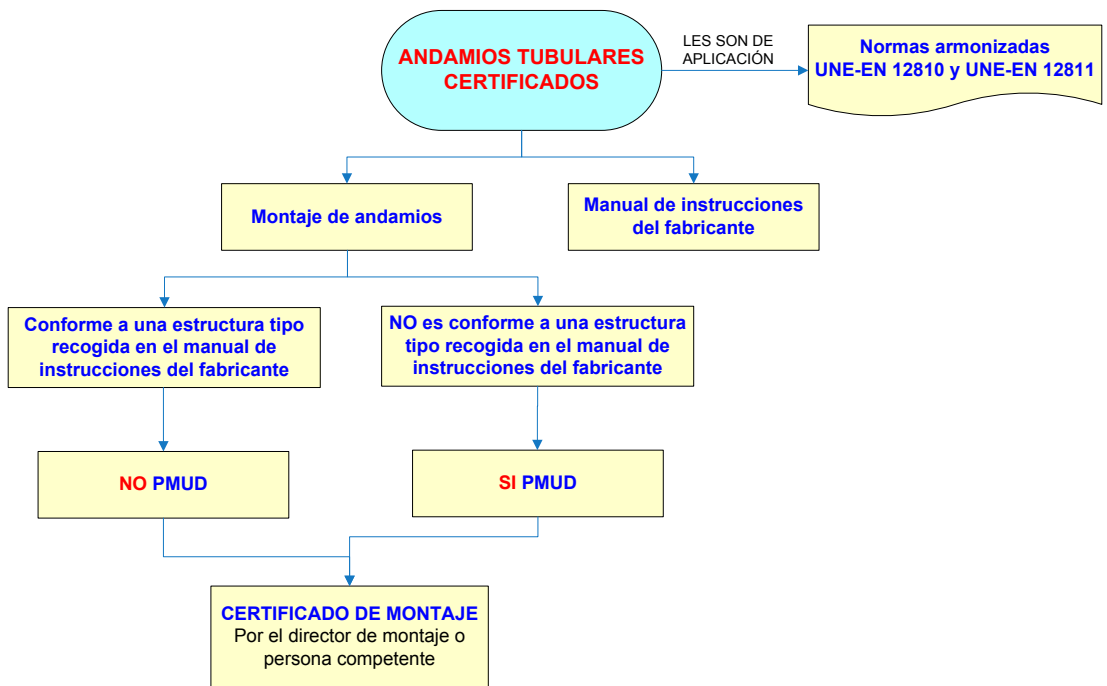 ANDAMIOS TUBULARES
CERTIFICADOS
LES SON DE
APLICACIÓN
Normas armonizadas
UNE-EN 12810 y UNE-EN 12811
Montaje de andamios
Manual de instrucciones
del fabricante
Conforme a una estructura tipo
recogida en el manual de
instrucciones del fabricante
NO es conforme a una estructura
tipo recogida en el manual de
instrucciones del fabricante
NO PMUD
SI PMUD
CERTIFICADO DE MONTAJE
Por el director de montaje o
persona competente